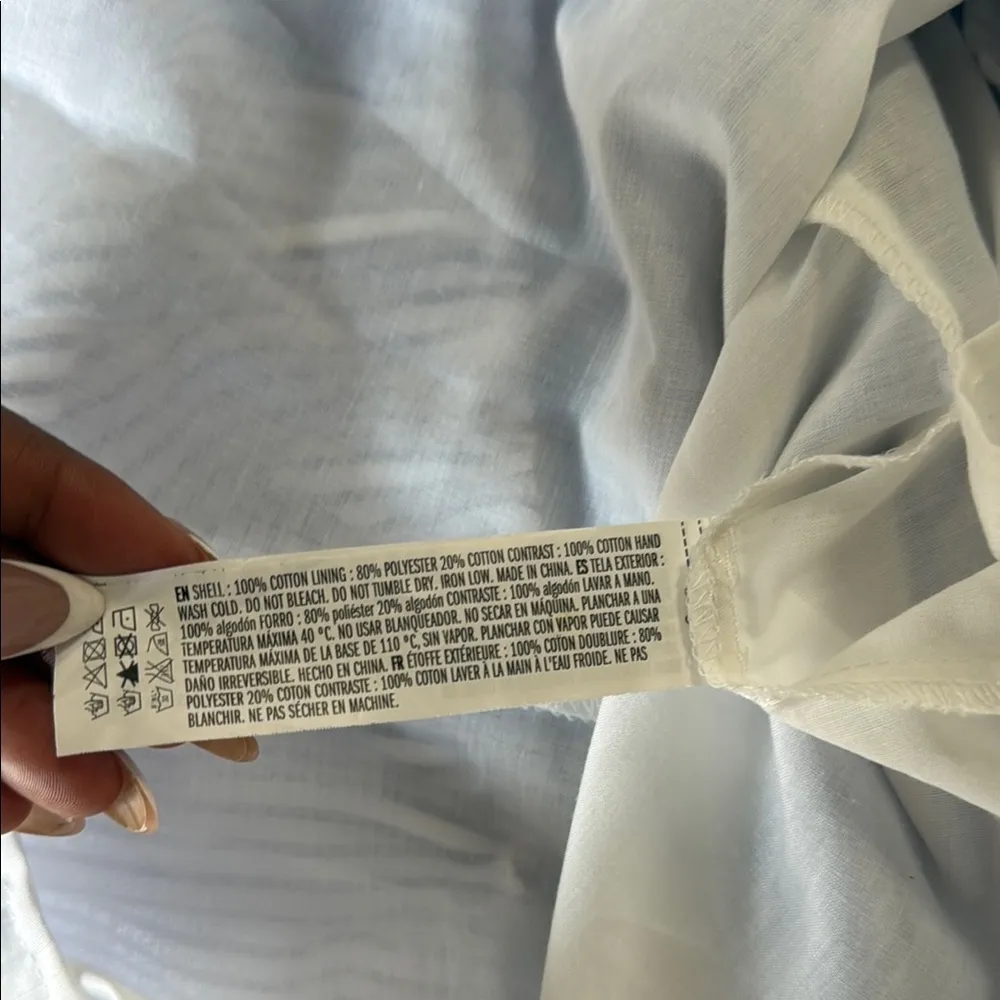 EN SHELL : 100% COTTON LINING : 80% POLYESTER 20% COTTON CONTRAST : 100% COTTON HAND
WASH COLD. DO NOT BLEACH. DO NOT TUMBLE DRY. IRON LOW. MADE IN CHINA. ES TELA EXTERIOR :
100% algodón FORRO : 80% poliéster 20% algodón CONTRASTE : 100% algodón LAVAR A MANO.
TEMPERATURA MÁXIMA 40 °C. NO USAR BLANQUEADOR. NO SECAR EN MÁQUINA. PLANCHAR A UNA
TEMPERATURA MÁXIMA DE LA BASE DE 110 °C, SIN VAPOR. PLANCHAR CON VAPOR PUEDE CAUSAR
DAÑO IRREVERSIBLE. HECHO EN CHINA. FR ÉTOFFE EXTÉRIEURE : 100% COTON DOUBLURE : 80%
POLYESTER 20% COTON CONTRASTE : 100% COTON LAVER À LA MAIN À L'EAU FROIDE. NE PAS
BLANCHIR. NE PAS SÉCHER EN MACHINE.